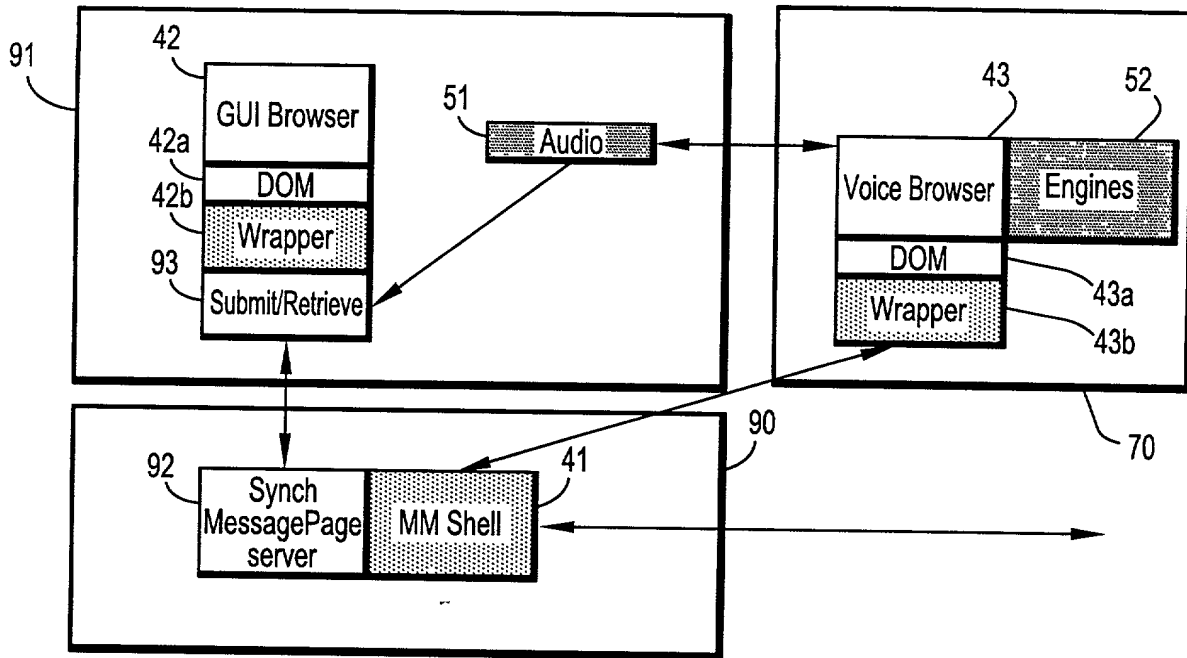 91
42
GUI Browser
42a
DOM
42b
Wrapper
93
Submit/Retrieve
51
Audio
43
52
Voice Browser
Engines
DOM
43a
Wrapper
43b
70
90
92
Synch
MessagePage
server
41
MM Shell